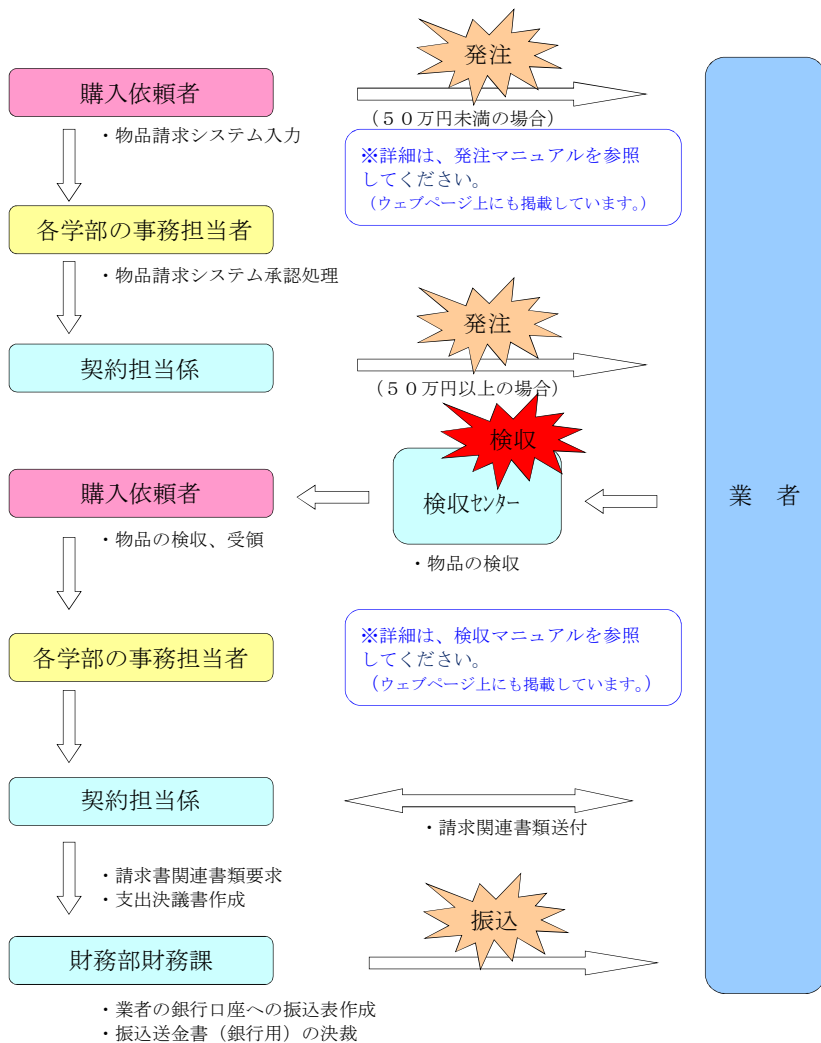 発注
購入依頼者
（５０万円未満の場合）
・物品請求システム入力
※詳細は、発注マニュアルを参照
してください。
（ウェブページ上にも掲載しています。）
各学部の事務担当者
・物品請求システム承認処理
発注
契約担当係
（５０万円以上の場合）
検収
購入依頼者
検収センター
業　者
・物品の検収、受領
・物品の検収
※詳細は、検収マニュアルを参照
してください。
（ウェブページ上にも掲載しています。）
各学部の事務担当者
契約担当係
・請求関連書類送付
・請求書関連書類要求
・支出決議書作成
振込
財務部財務課
・業者の銀行口座への振込表作成
・振込送金書（銀行用）の決裁